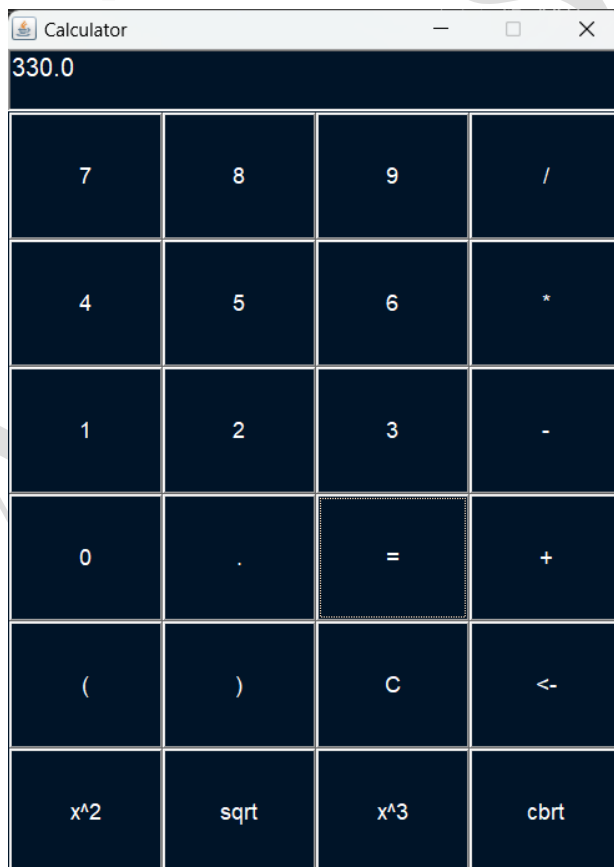 Calculator
330.0
7 8 9 /
4 5 6 *
1 2 3 -
0 . = +
( ) C <-
x^2 sqrt x^3 cbrt